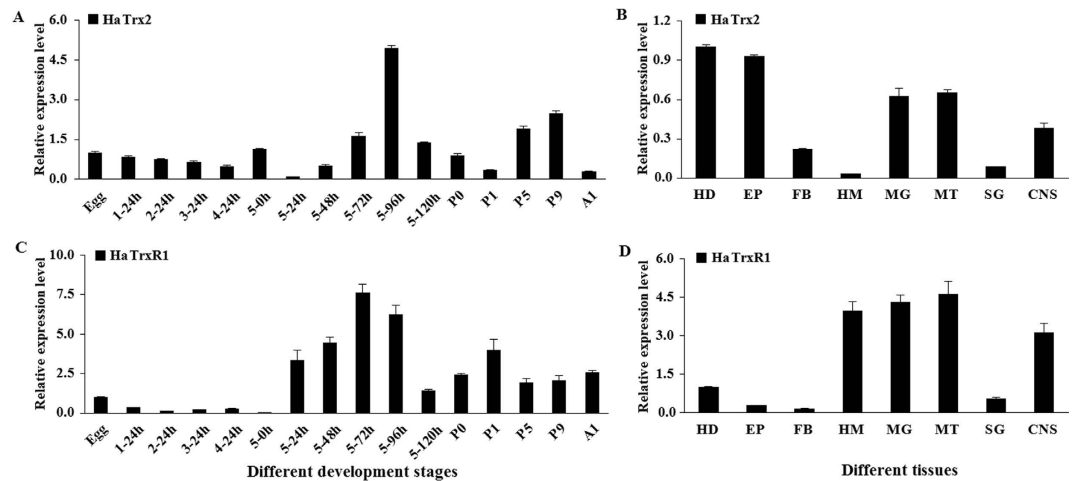 A
HaTrx2
Relative expression level
6.0
4.5
3.0
1.5
0.0
Egg 1-24h 2-24h 3-24h 4-24h 5-0h 5-24h 5-48h 5-72h 5-96h 5-120h P0 P1 P5 P9 A1
B
HaTrx2
Relative expression level
1.2
0.9
0.6
0.3
0.0
HD EP FB HM MG MT SG CNS
C
HaTrxR1
Relative expression level
10.0
7.5
5.0
2.5
0.0
Egg 1-24h 2-24h 3-24h 4-24h 5-0h 5-24h 5-48h 5-72h 5-96h 5-120h P0 P1 P5 P9 A1
Different development stages
D
HaTrxR1
Relative expression level
6.0
4.5
3.0
1.5
0.0
HD EP FB HM MG MT SG CNS
Different tissues